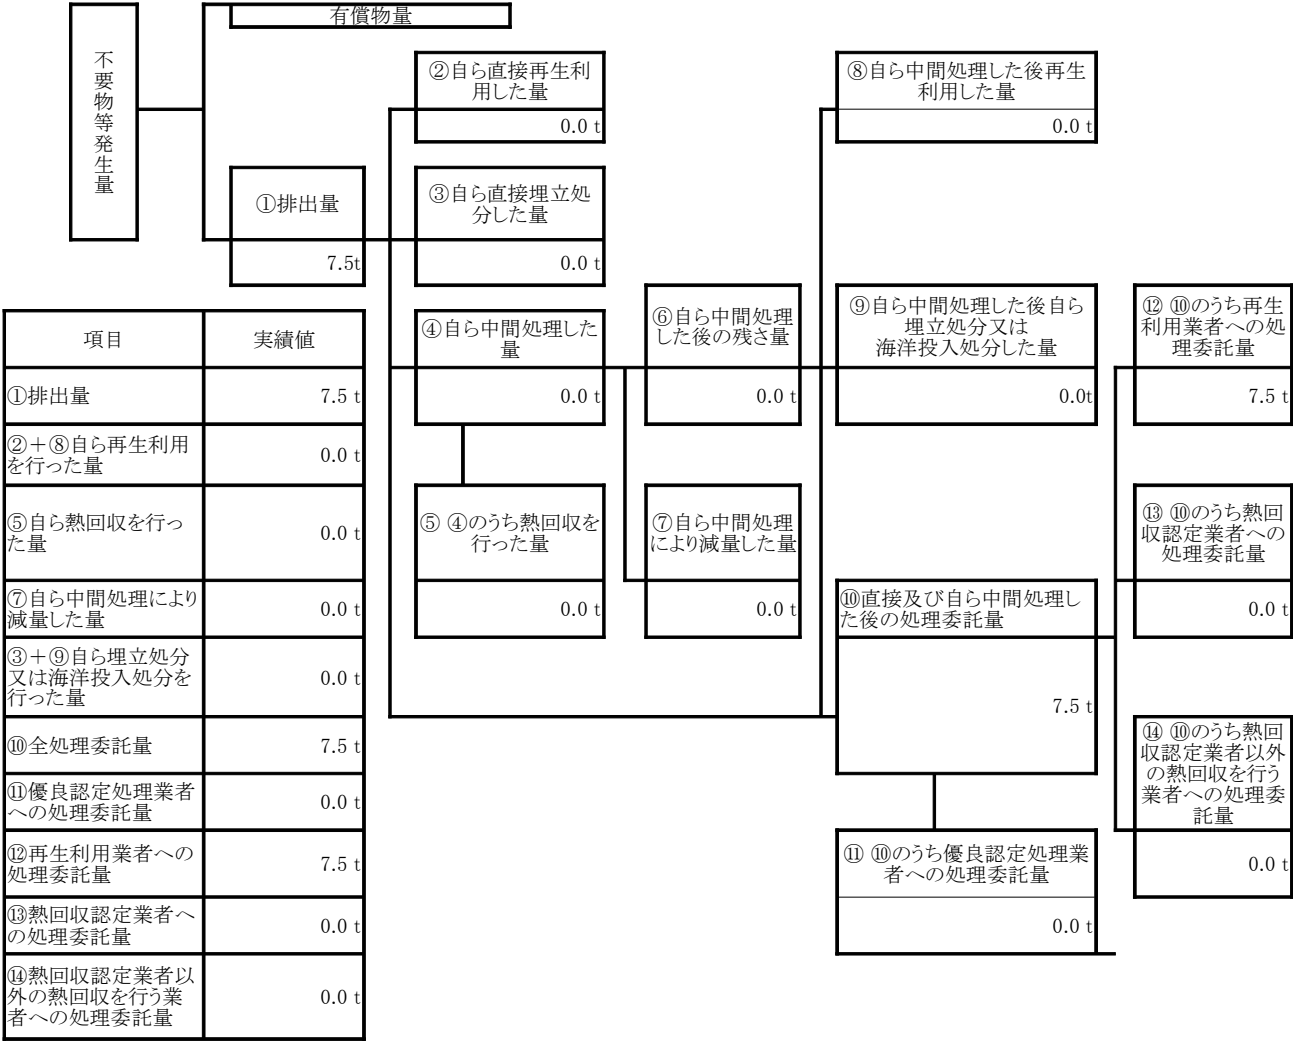 有償物量
不要物等発生量
②自ら直接再生利
用した量
0.0 t
⑧自ら中間処理した後再生
利用した量
0.0 t
①排出量
7.5t
③自ら直接埋立処
分した量
0.0 t
項目
実績値
①排出量
7.5 t
②＋⑧自ら再生利用
を行った量
0.0 t
⑤自ら熱回収を行っ
た量
0.0 t
⑦自ら中間処理により
減量した量
0.0 t
③＋⑨自ら埋立処分
又は海洋投入処分を
行った量
0.0 t
⑩全処理委託量
7.5 t
⑪優良認定処理業者
への処理委託量
0.0 t
⑫再生利用業者への
処理委託量
7.5 t
⑬熱回収認定業者へ
の処理委託量
0.0 t
⑭熱回収認定業者以
外の熱回収を行う業
者への処理委託量
0.0 t
④自ら中間処理した
量
0.0 t
⑥自ら中間処理
した後の残さ量
0.0 t
⑨自ら中間処理した後自ら
埋立処分又は
海洋投入処分した量
0.0t
⑫ ⑩のうち再生
利用業者への処
理委託量
7.5 t
⑤ ④のうち熱回収を
行った量
0.0 t
⑦自ら中間処理
により減量した量
0.0 t
⑬ ⑩のうち熱回
収認定業者への
処理委託量
0.0 t
⑩直接及び自ら中間処理し
た後の処理委託量
7.5 t
⑭ ⑩のうち熱回
収認定業者以外
の熱回収を行う
業者への処理委
託量
0.0 t
⑪ ⑩のうち優良認定処理業
者への処理委託量
0.0 t